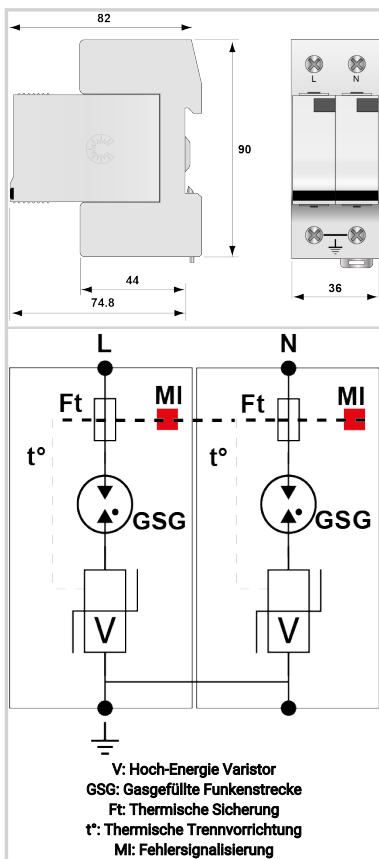 82
L N
90
44
74.8
36
L N
Ft MI Ft MI
t° t°
GSG GSG
V V
V: Hoch-Energie Varistor
GSG: Gasgefüllte Funkenstrecke
Ft: Thermische Sicherung
t°: Thermische Trennvorrichtung
MI: Fehlersignalisierung